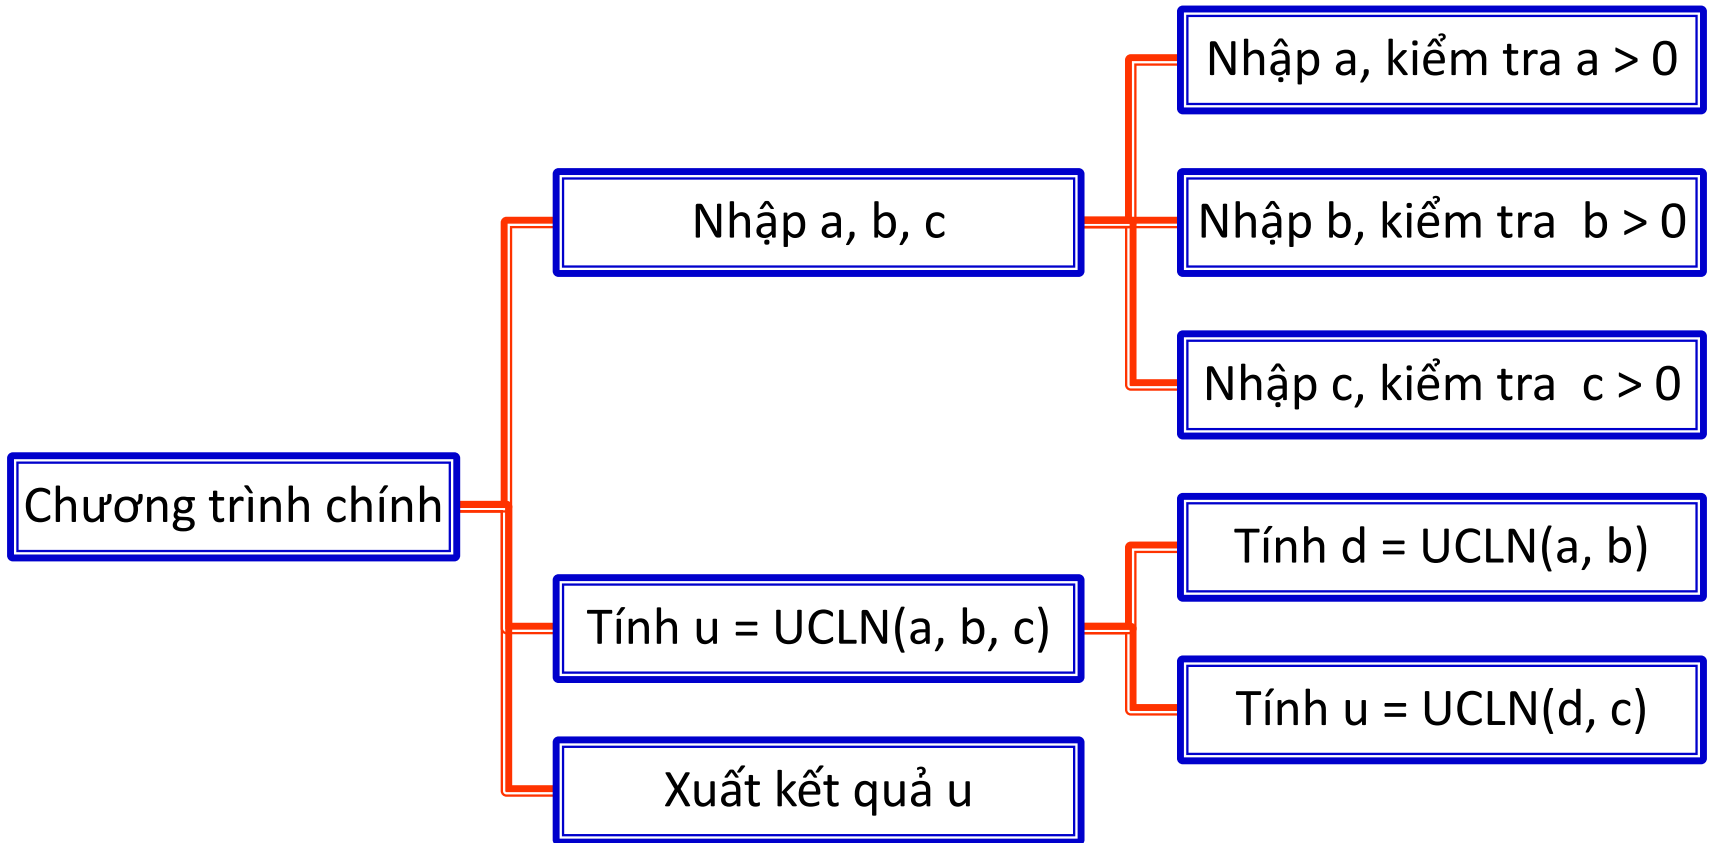 Chương trình chính
Nhập a, b, c
Nhập a, kiểm tra a > 0
Nhập b, kiểm tra  b > 0
Nhập c, kiểm tra  c > 0
Tính u = UCLN(a, b, c)
Tính d = UCLN(a, b)
Tính u = UCLN(d, c)
Xuất kết quả u